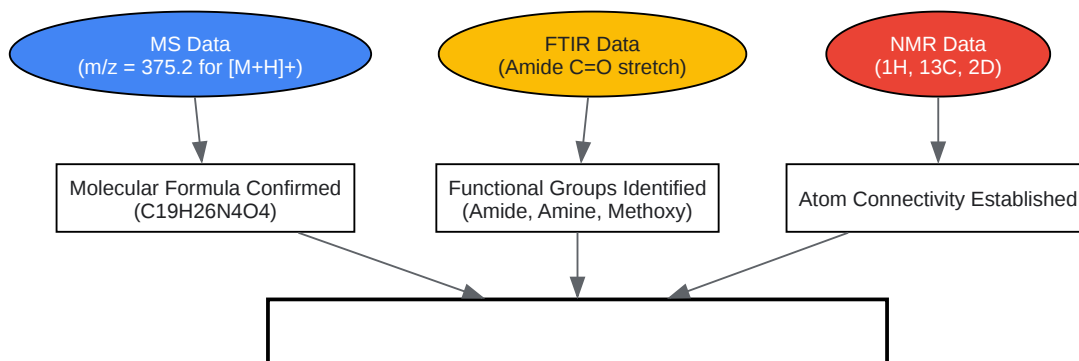 MS Data
(m/z = 375.2 for [M+H]+)
FTIR Data
(Amide C=O stretch)
NMR Data
(1H, 13C, 2D)
Molecular Formula Confirmed
(C19H26N4O4)
Functional Groups Identified
(Amide, Amine, Methoxy)
Atom Connectivity Established